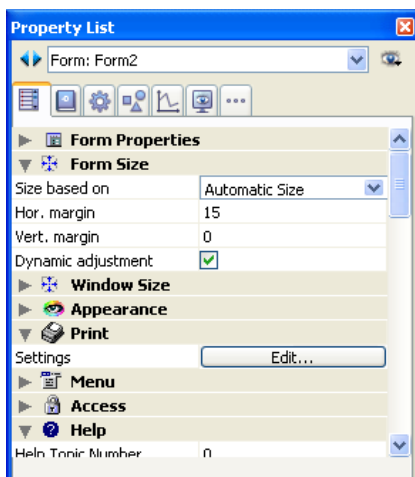 Property List
Form: Form2
Form Properties
Form Size
Size based on Automatic Size
Hor. margin 15
Vert. margin 0
Dynamic adjustment
Window Size
Appearance
Print
Settings Edit...
Menu
Access
Help
Help Topic Number 0